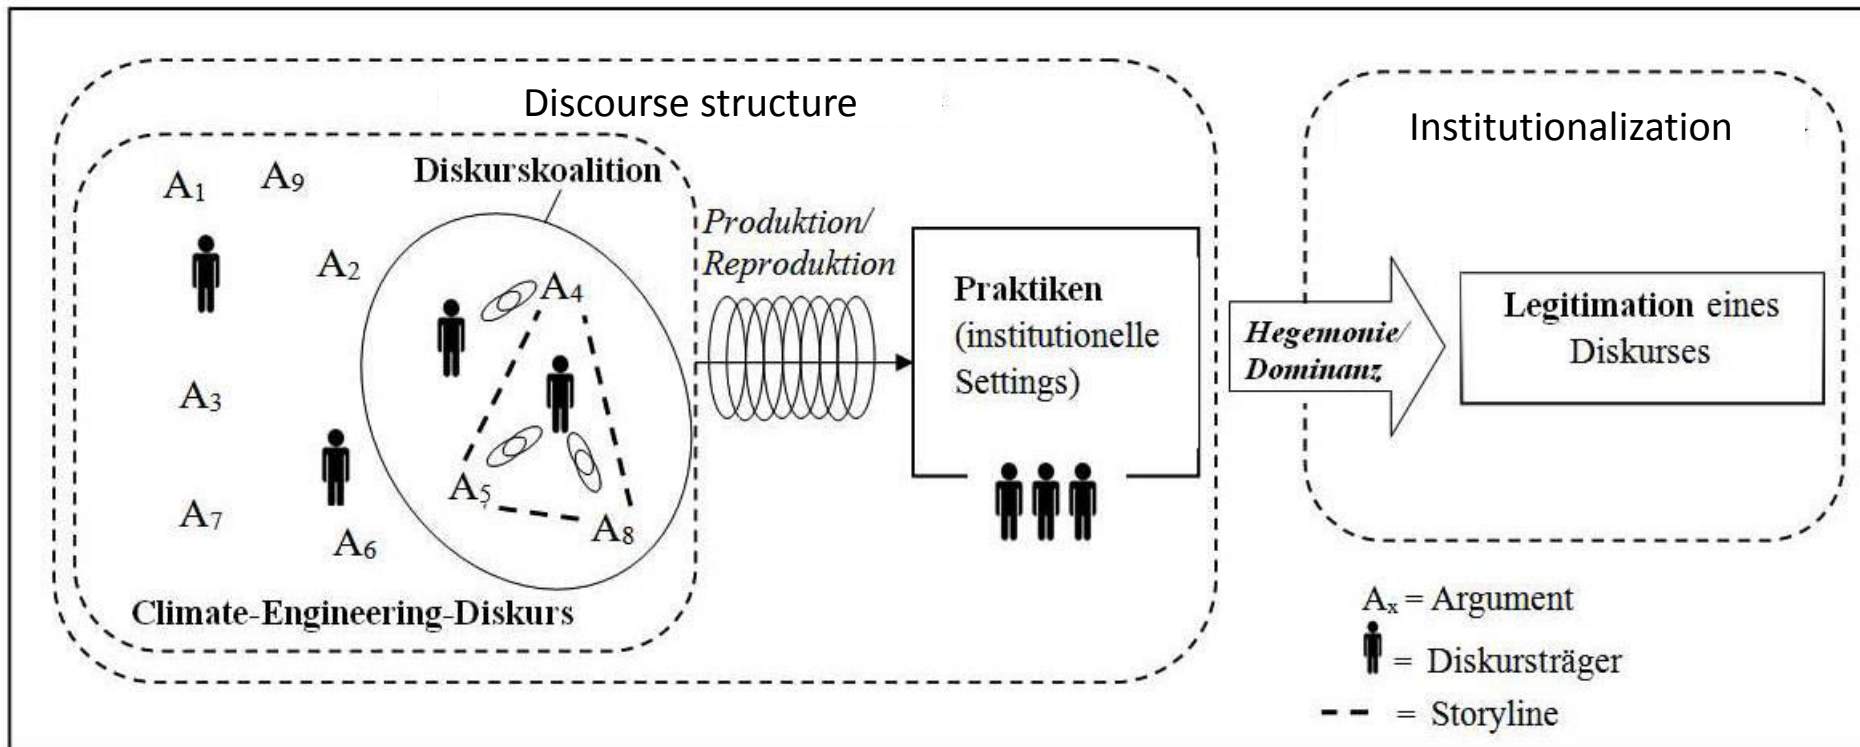 Discourse structure
Institutionalization
Diskurskoalition
A1
A9
A2
A4
A3
A5
A7
A8
A6
Climate-Engineering-Diskurs
Produktion/
Reproduktion
Praktiken
(institutionelle
Settings)
Hegemonie/
Dominanz
Legitimation eines
Diskurses
Ax = Argument
= Diskursträger
= Storyline